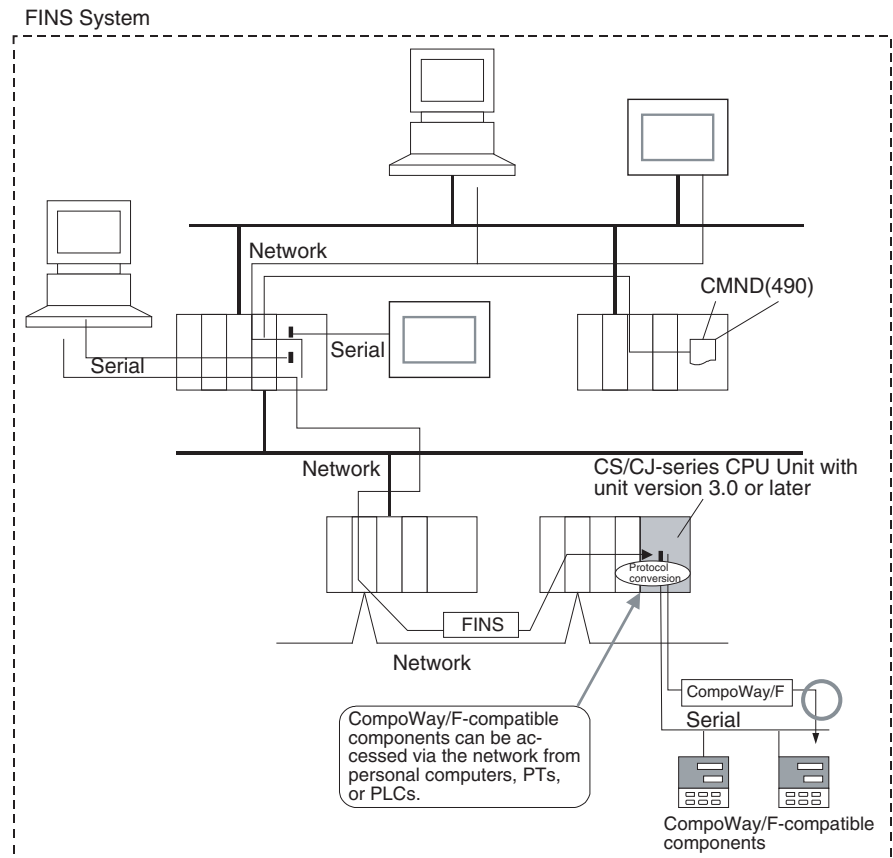 FINS System
Network
CMND(490)
Serial
Serial
Network
CS/CJ-series CPU Unit with
unit version 3.0 or later
Protocol
conversion
FINS
Network
CompoWay/F
Serial
CompoWay/F-compatible
components can be ac-
cessed via the network from
personal computers, PTs,
or PLCs.
CompoWay/F-compatible
components